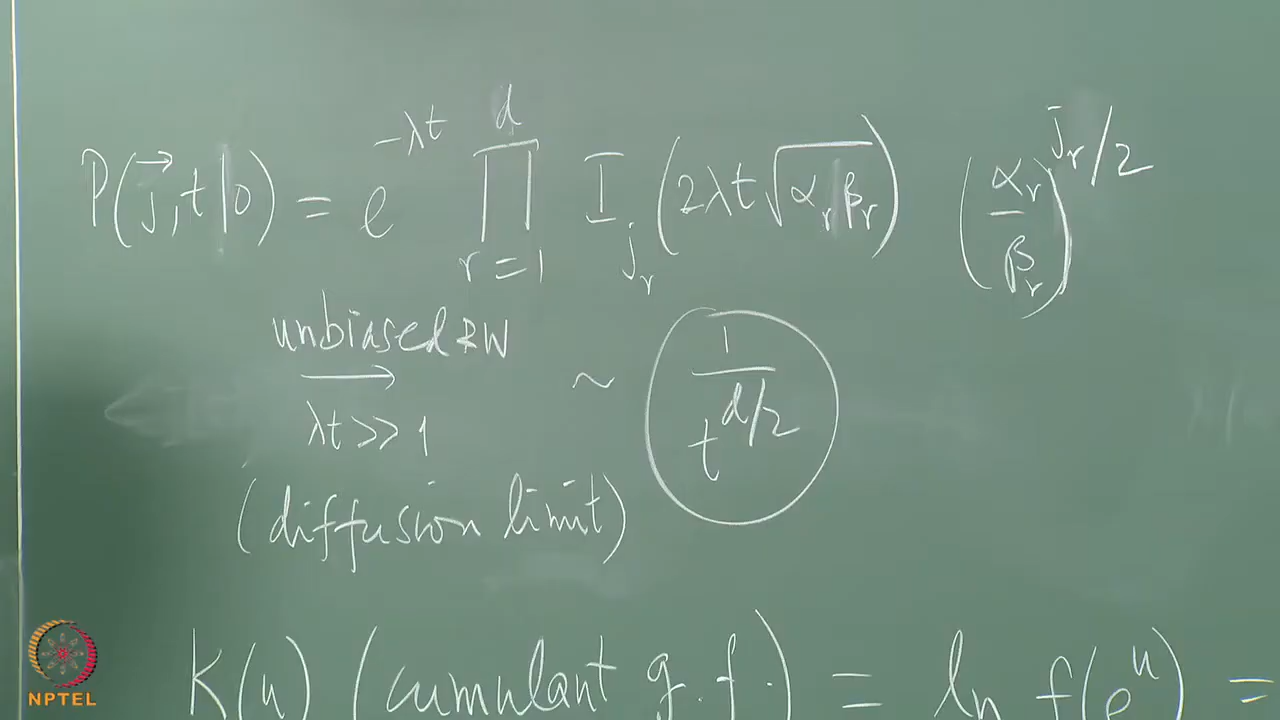 P(j⃗, t | 0) = e^{-λt} ∏_{r=1}^{d} I_{j_r}(2λt√(α_r β_r)) (α_r/β_r)^{j_r/2}
unbiased RW
⟶ ~ 1/t^{d/2}
λt >> 1
(diffusion limit)
K(u) (cumulant g.f.) = ln f(e^u) =
NPTEL